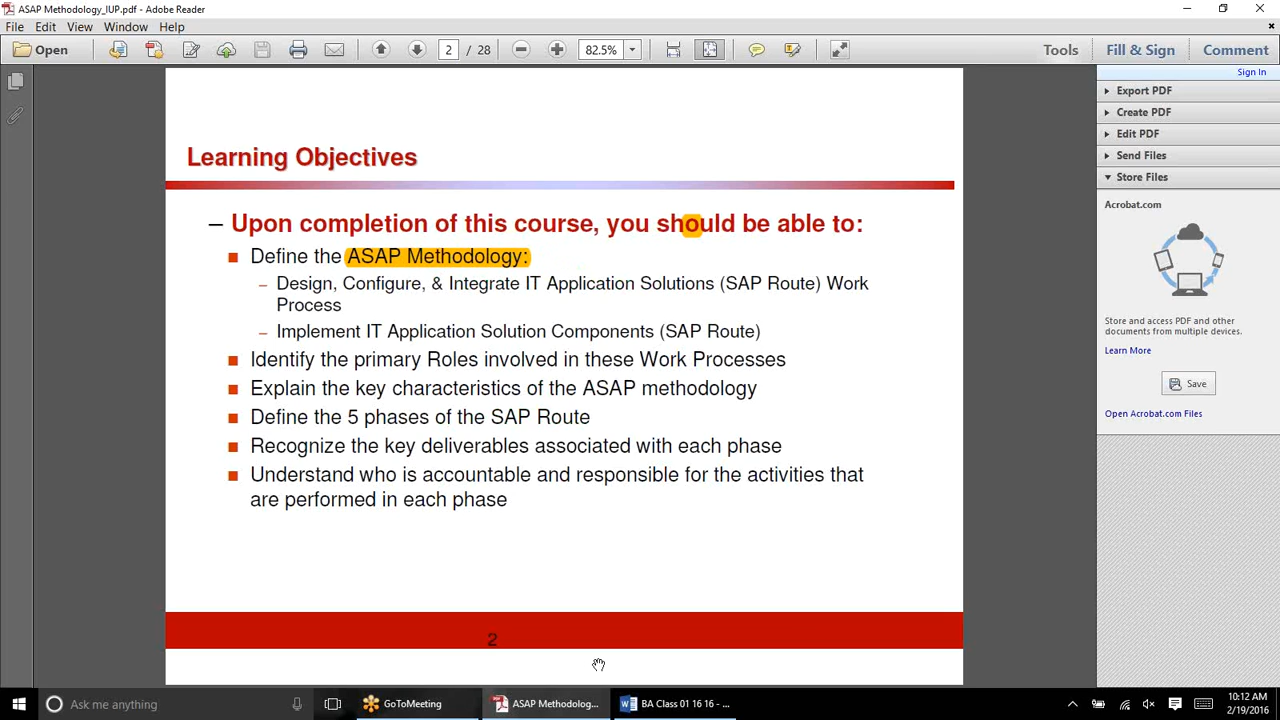 ASAP Methodology_IUP.pdf - Adobe Reader
File Edit View Window Help
Open 2 / 28 82.5% Tools Fill & Sign Comment
Sign In
Export PDF
Create PDF
Edit PDF
Send Files
Store Files
Acrobat.com
Store and access PDF and other
documents from multiple devices.
Learn More
Save
Open Acrobat.com Files
Learning Objectives
– Upon completion of this course, you should be able to:
Define the ASAP Methodology:
– Design, Configure, & Integrate IT Application Solutions (SAP Route) Work
Process
– Implement IT Application Solution Components (SAP Route)
Identify the primary Roles involved in these Work Processes
Explain the key characteristics of the ASAP methodology
Define the 5 phases of the SAP Route
Recognize the key deliverables associated with each phase
Understand who is accountable and responsible for the activities that
are performed in each phase
2
Ask me anything GoToMeeting ASAP Methodolog... BA Class 01 16 16 - ... 10:12 AM
2/19/2016